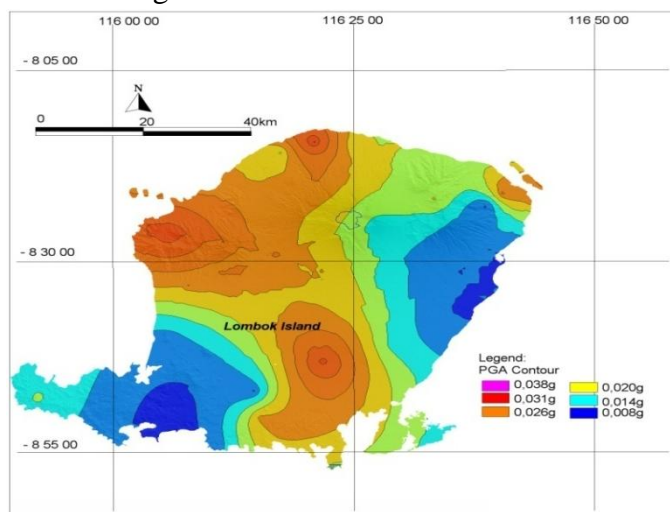 116 00 00 116 25 00 116 50 00
- 8 05 00
N
0 20 40km
- 8 30 00
Lombok Island
Legend:
PGA Contour
0,038g 0,020g
0,031g 0,014g
0,026g 0,008g
- 8 55 00